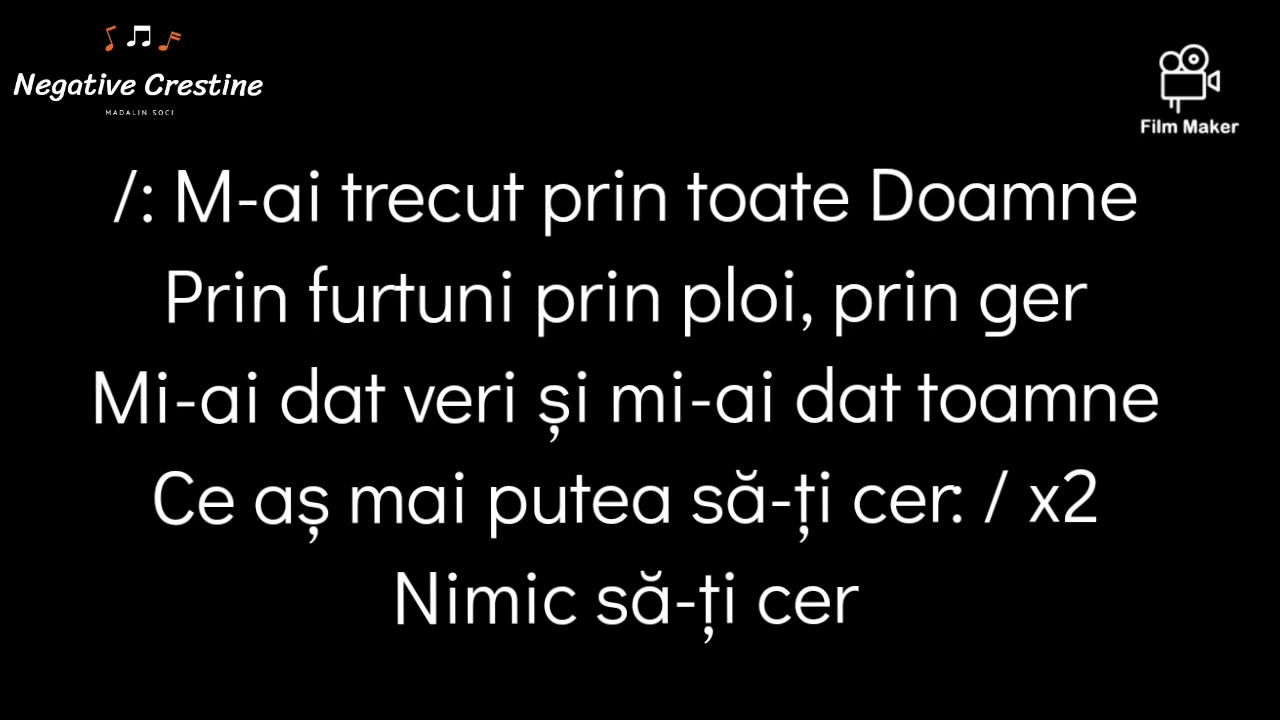 Negative Crestine
MADALIN SOCI
Film Maker
/: M-ai trecut prin toate Doamne
Prin furtuni prin ploi, prin ger
Mi-ai dat veri și mi-ai dat toamne
Ce aș mai putea să-ți cer: / x2
Nimic să-ți cer